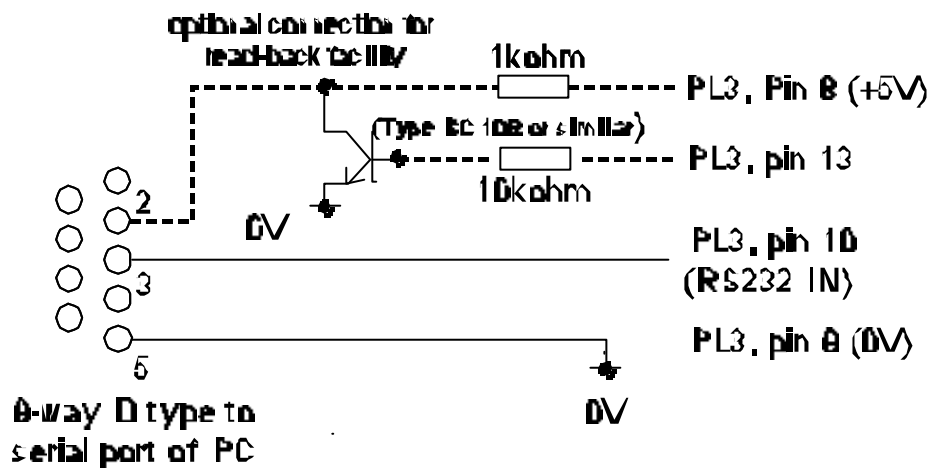 optional connection for
read-back facility
1kohm
PL3, Pin 8 (+5V)
(Type BC 108 or similar)
PL3, pin 13
10kohm
2
0V
PL3, pin 10
(RS232 IN)
3
PL3, pin 9 (0V)
5
0V
9-way D type to
serial port of PC